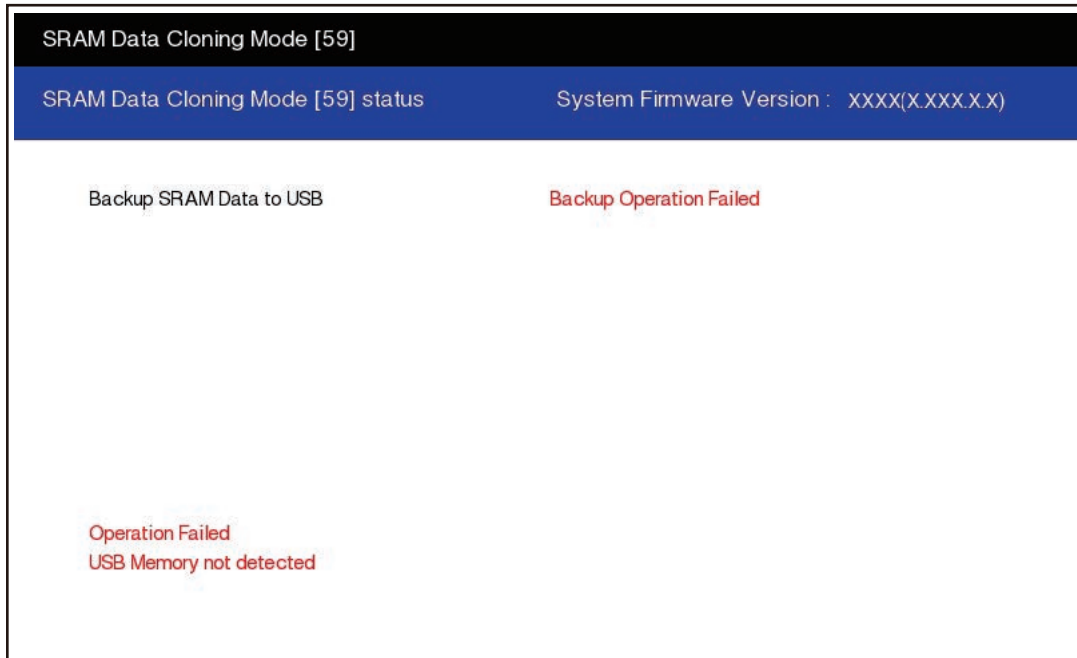 SRAM Data Cloning Mode [59]
SRAM Data Cloning Mode [59] status System Firmware Version : XXXX(X.XXX.X.X)
Backup SRAM Data to USB Backup Operation Failed
Operation Failed
USB Memory not detected